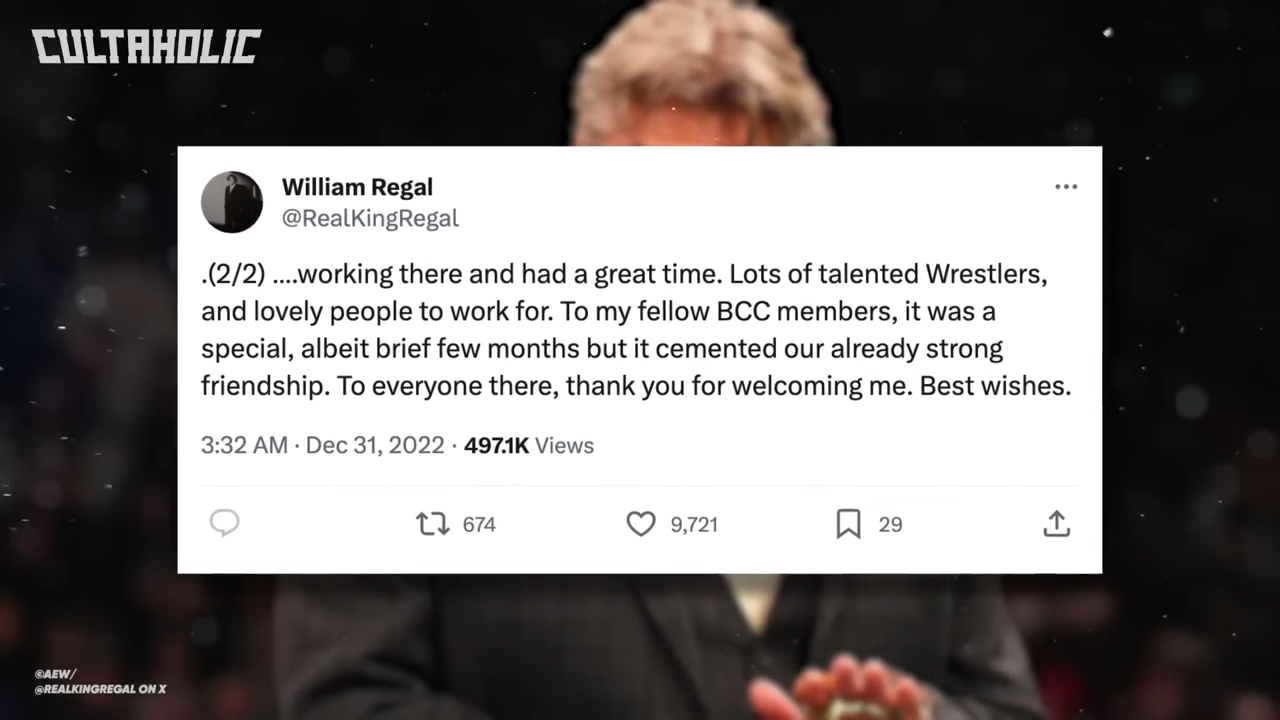 CULTAHOLIC
William Regal
@RealKingRegal
.(2/2) ....working there and had a great time. Lots of talented Wrestlers,
and lovely people to work for. To my fellow BCC members, it was a
special, albeit brief few months but it cemented our already strong
friendship. To everyone there, thank you for welcoming me. Best wishes.
3:32 AM · Dec 31, 2022 · 497.1K Views
674 9,721 29
©AEW/
@REALKINGREGAL ON X